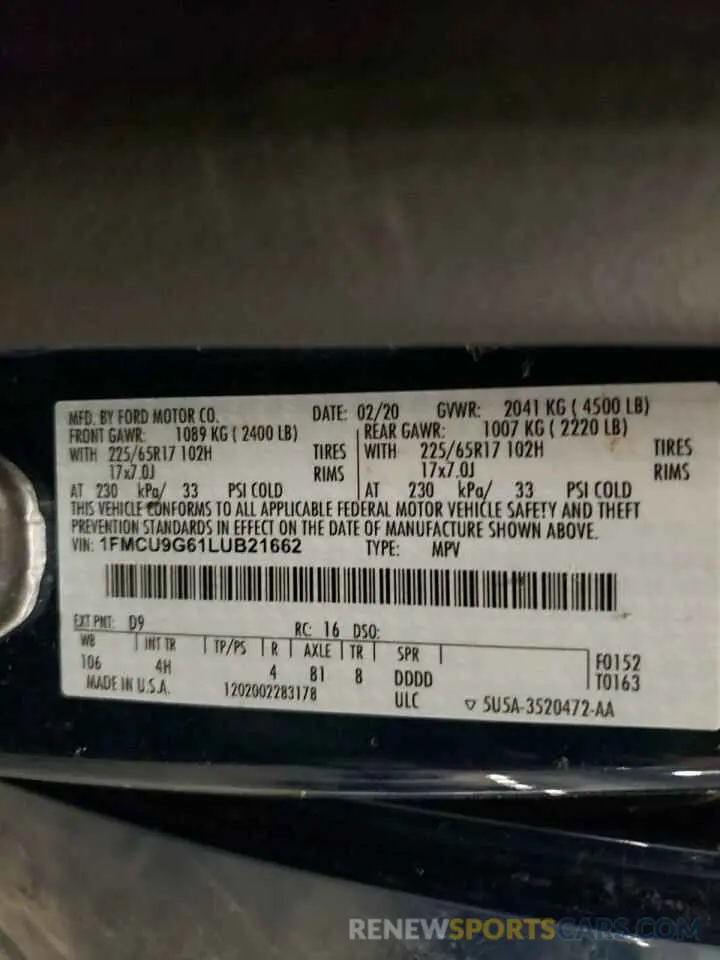 MFD. BY FORD MOTOR CO. DATE: 02/20 GVWR: 2041 KG ( 4500 LB)
FRONT GAWR: 1089 KG ( 2400 LB) REAR GAWR: 1007 KG ( 2220 LB)
WITH 225/65R17 102H TIRES WITH 225/65R17 102H TIRES
17x7.0J RIMS 17x7.0J RIMS
AT 230 kPa/ 33 PSI COLD AT 230 kPa/ 33 PSI COLD
THIS VEHICLE CONFORMS TO ALL APPLICABLE FEDERAL MOTOR VEHICLE SAFETY AND THEFT
PREVENTION STANDARDS IN EFFECT ON THE DATE OF MANUFACTURE SHOWN ABOVE.
VIN: 1FMCU9G61LUB21662 TYPE: MPV
EXT PNT: D9 RC: 16 DSO:
WB INT TR TP/PS R AXLE TR SPR
106 4H 4 81 8 DDDD F0152
T0163
MADE IN U.S.A. 1202002283178 ULC ▽ 5U5A-3520472-AA
RENEWSPORTSCARS.COM